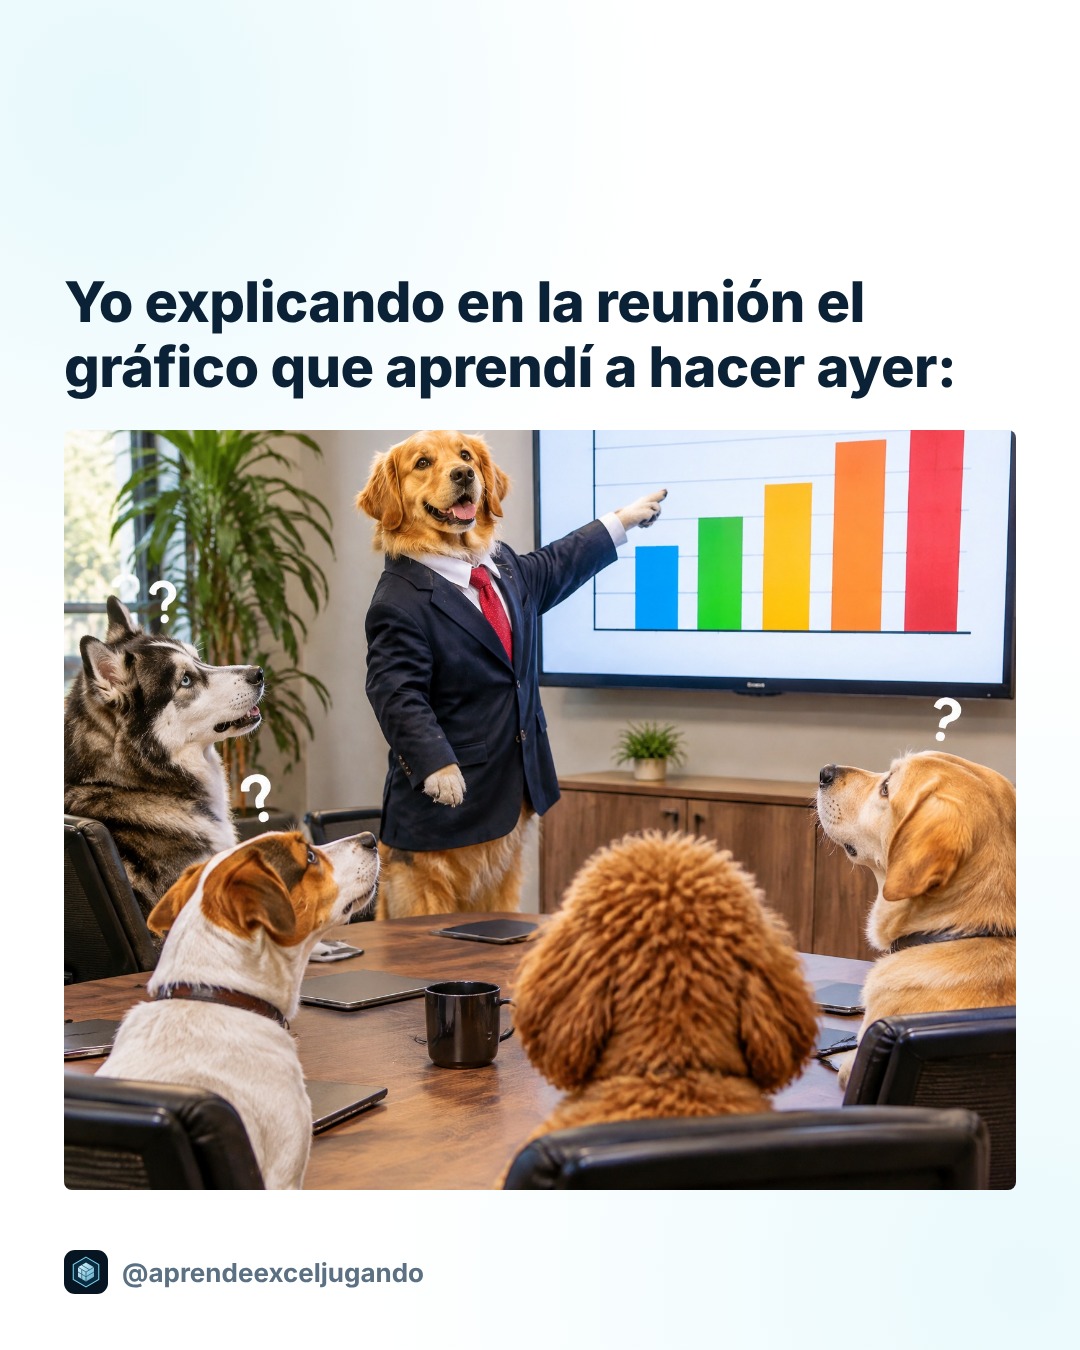 Yo explicando en la reunión el
gráfico que aprendí a hacer ayer:
?
?
?
?
@aprendeexceljugando